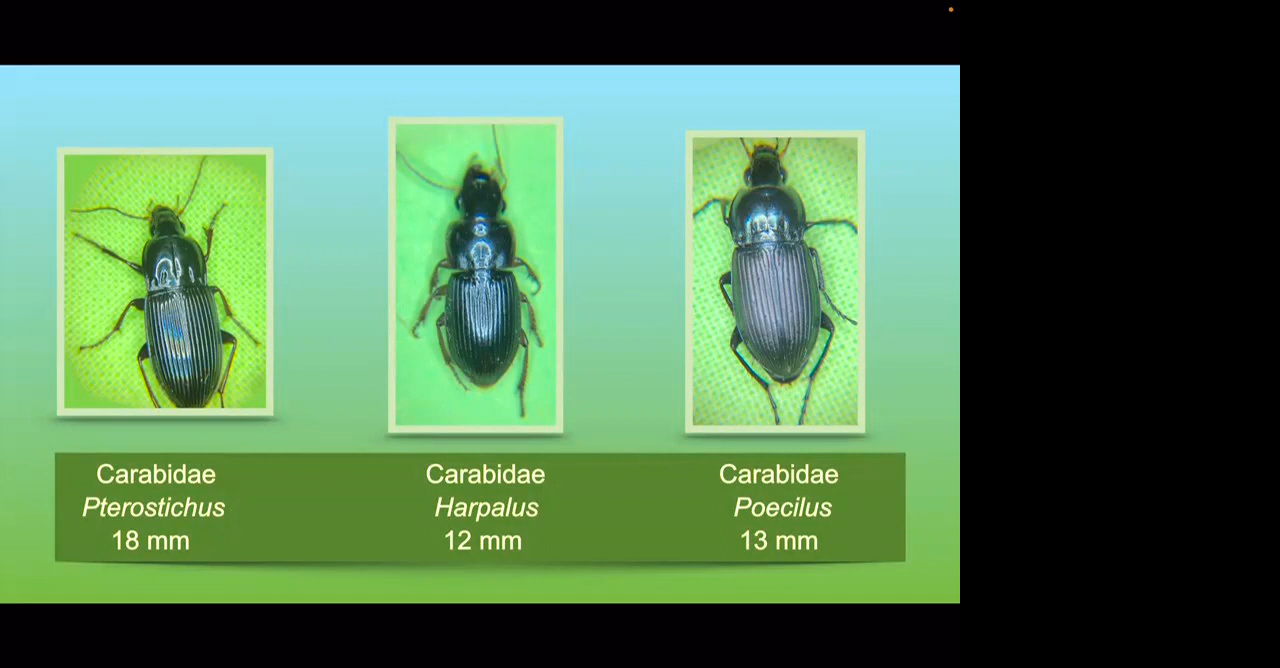 Carabidae
Pterostichus
18 mm
Carabidae
Harpalus
12 mm
Carabidae
Poecilus
13 mm